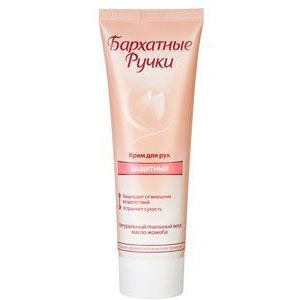 Бархатные
Ручки
Крем для рук
ЗАЩИТНЫЙ
Защищает от внешних
воздействий
Устраняет сухость
натуральный пчелиный воск,
масло жожоба